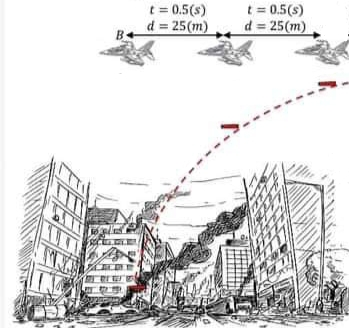 t = 0.5(s)
d = 25(m)
t = 0.5(s)
d = 25(m)
B